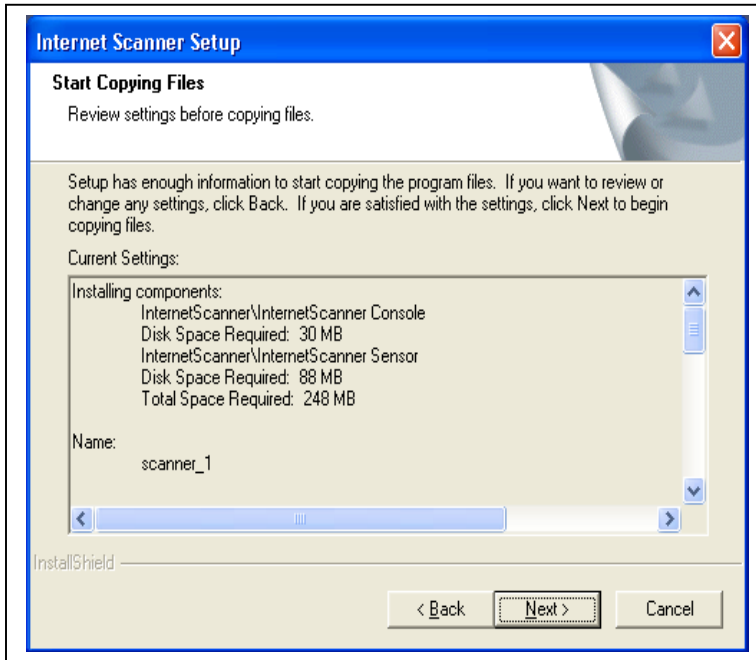 Internet Scanner Setup
Start Copying Files
Review settings before copying files.
Setup has enough information to start copying the program files. If you want to review or
change any settings, click Back. If you are satisfied with the settings, click Next to begin
copying files.
Current Settings:
Installing components:
InternetScanner\InternetScanner Console
Disk Space Required: 30 MB
InternetScanner\InternetScanner Sensor
Disk Space Required: 88 MB
Total Space Required: 248 MB
Name:
scanner_1
InstallShield
< Back
Next >
Cancel